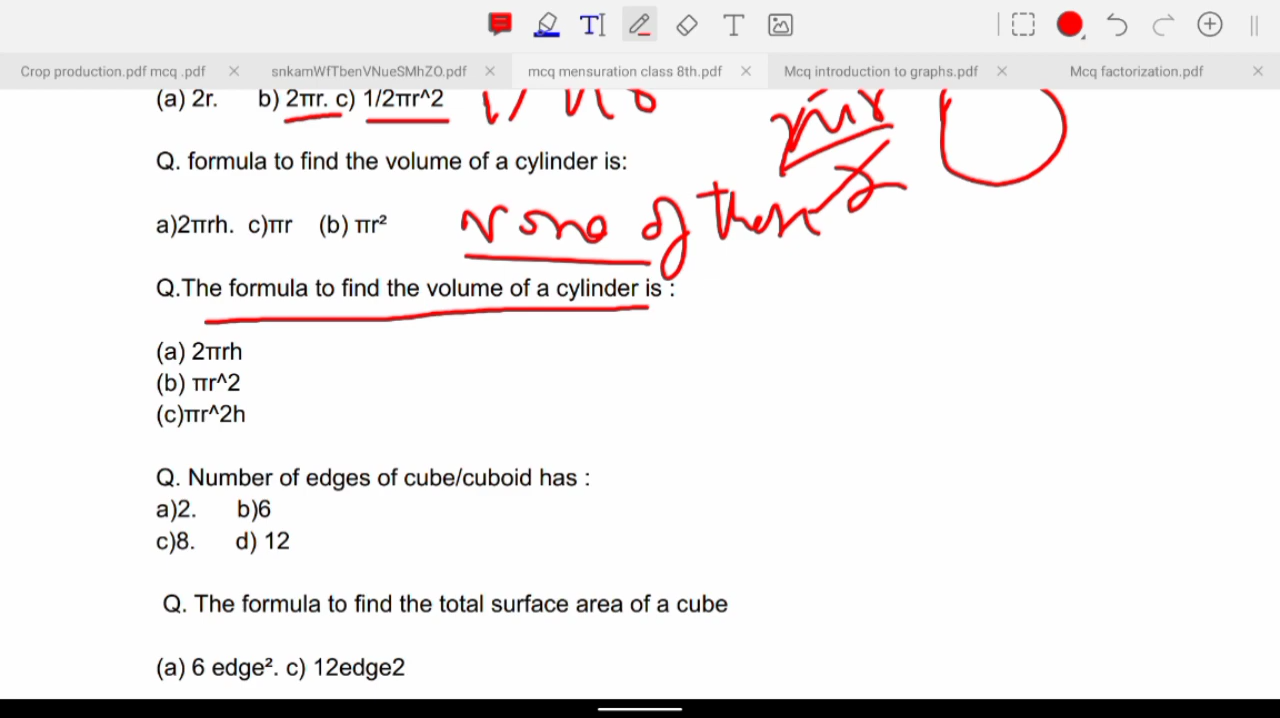 Crop production.pdf mcq .pdf snkamWfTbenVNueSMhZO.pdf mcq mensuration class 8th.pdf Mcq introduction to graphs.pdf Mcq factorization.pdf
(a) 2r. b) 2πr. c) 1/2πr^2
Q. formula to find the volume of a cylinder is:
a)2πrh. c)πr (b) πr²
None of these
Q.The formula to find the volume of a cylinder is :
(a) 2πrh
(b) πr^2
(c)πr^2h
Q. Number of edges of cube/cuboid has :
a)2. b)6
c)8. d) 12
Q. The formula to find the total surface area of a cube
(a) 6 edge². c) 12edge2